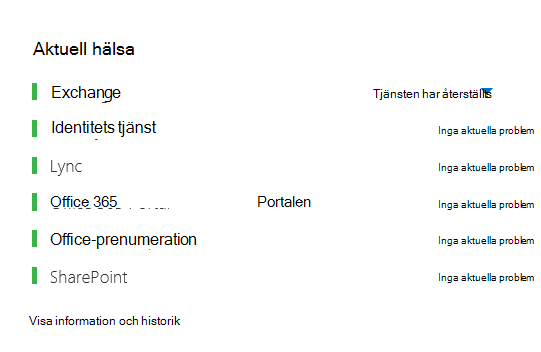 Aktuell hälsa
Exchange Tjänsten har återställts
Identitets tjänst Inga aktuella problem
Lync Inga aktuella problem
Office 365 Portalen Inga aktuella problem
Office-prenumeration Inga aktuella problem
SharePoint Inga aktuella problem
Visa information och historik